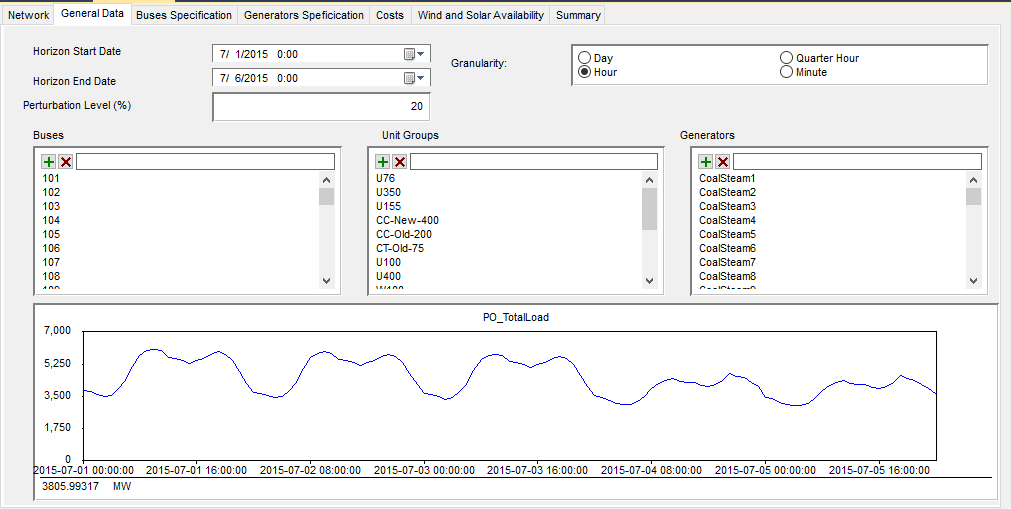 Network General Data Buses Specification Generators Speficication Costs Wind and Solar Availability Summary
Horizon Start Date 7/ 1/2015 0:00
Horizon End Date 7/ 6/2015 0:00
Perturbation Level (%) 20
Granularity:
Day Quarter Hour
Hour Minute
Buses
101
102
103
104
105
106
107
108
109
Unit Groups
U76
U350
U155
CC-New-400
CC-Old-200
CT-Old-75
U100
U400
W100
Generators
CoalSteam1
CoalSteam2
CoalSteam3
CoalSteam4
CoalSteam5
CoalSteam6
CoalSteam7
CoalSteam8
CoalSteam9
PO_TotalLoad
7,000
5,250
3,500
1,750
0
2015-07-01 00:00:00 2015-07-01 16:00:00 2015-07-02 08:00:00 2015-07-03 00:00:00 2015-07-03 16:00:00 2015-07-04 08:00:00 2015-07-05 00:00:00 2015-07-05 16:00:00
3805.99317 MW